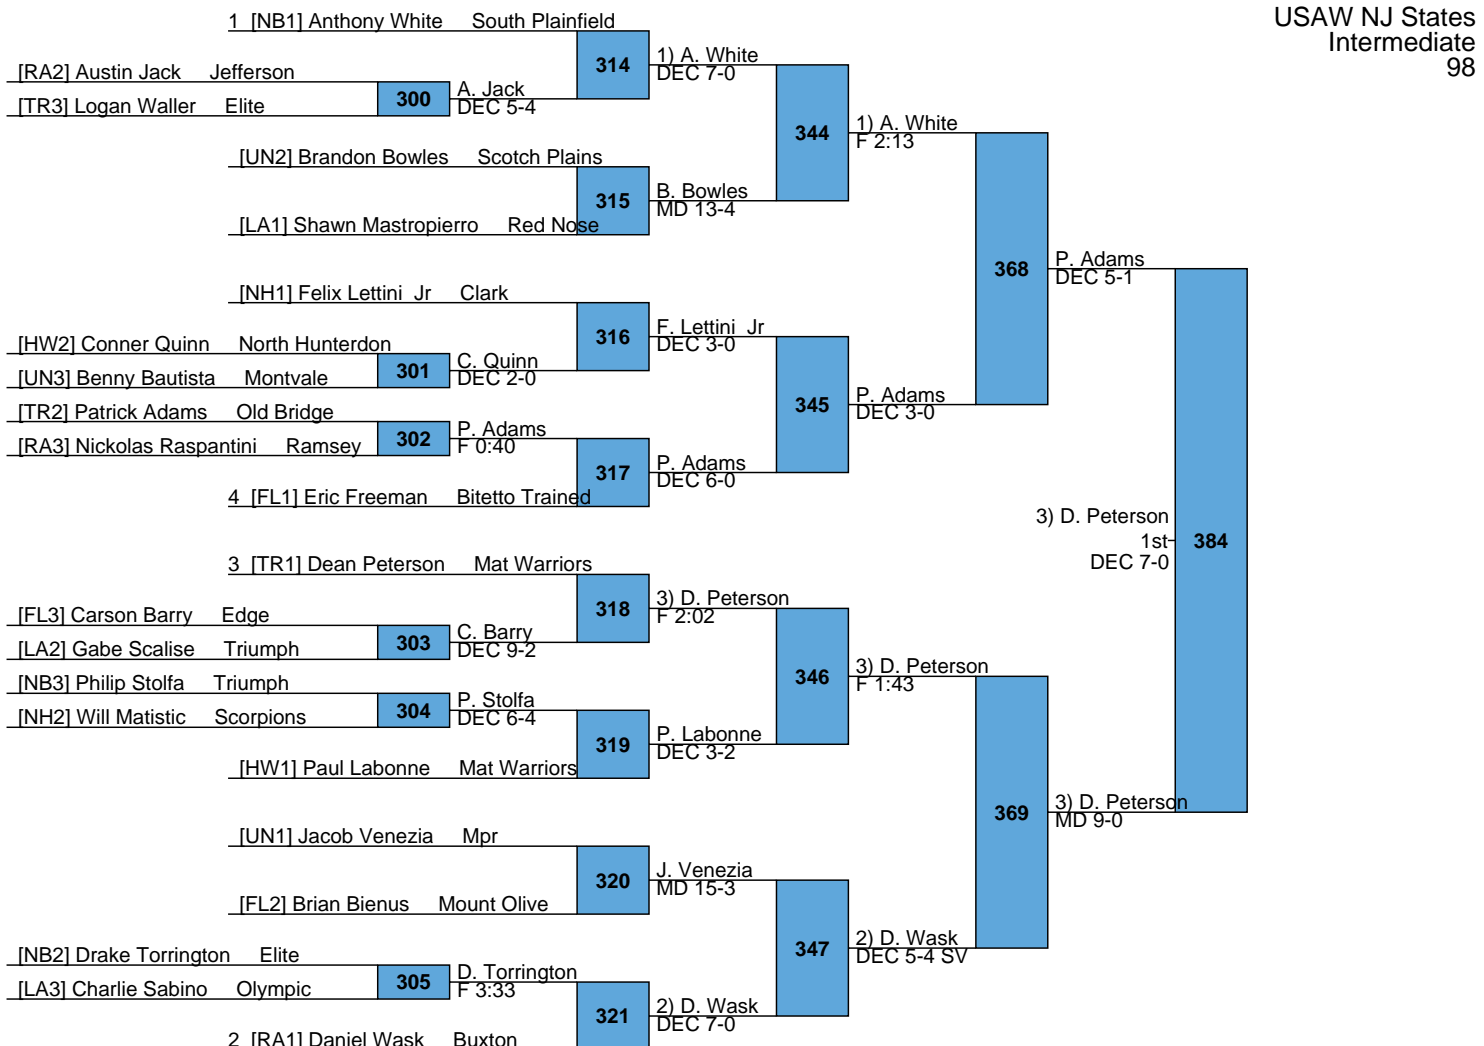 USAW NJ States
Intermediate
98
1 [NB1] Anthony White South Plainfield
314
1) A. White
DEC 7-0
[RA2] Austin Jack Jefferson
300
A. Jack
DEC 5-4
[TR3] Logan Waller Elite
344
1) A. White
F 2:13
[UN2] Brandon Bowles Scotch Plains
315
B. Bowles
MD 13-4
[LA1] Shawn Mastropierro Red Nose
368
P. Adams
DEC 5-1
[NH1] Felix Lettini Jr Clark
316
F. Lettini Jr
DEC 3-0
[HW2] Conner Quinn North Hunterdon
301
C. Quinn
DEC 2-0
[UN3] Benny Bautista Montvale
345
P. Adams
DEC 3-0
[TR2] Patrick Adams Old Bridge
302
P. Adams
F 0:40
[RA3] Nickolas Raspantini Ramsey
317
P. Adams
DEC 6-0
4 [FL1] Eric Freeman Bitetto Trained
3) D. Peterson
1st
DEC 7-0
384
3 [TR1] Dean Peterson Mat Warriors
318
3) D. Peterson
F 2:02
[FL3] Carson Barry Edge
303
C. Barry
DEC 9-2
[LA2] Gabe Scalise Triumph
346
3) D. Peterson
F 1:43
[NB3] Philip Stolfa Triumph
304
P. Stolfa
DEC 6-4
[NH2] Will Matistic Scorpions
319
P. Labonne
DEC 3-2
[HW1] Paul Labonne Mat Warriors
369
3) D. Peterson
MD 9-0
[UN1] Jacob Venezia Mpr
320
J. Venezia
MD 15-3
[FL2] Brian Bienus Mount Olive
347
2) D. Wask
DEC 5-4 SV
[NB2] Drake Torrington Elite
305
D. Torrington
F 3:33
[LA3] Charlie Sabino Olympic
321
2) D. Wask
DEC 7-0
2 [RA1] Daniel Wask Buxton